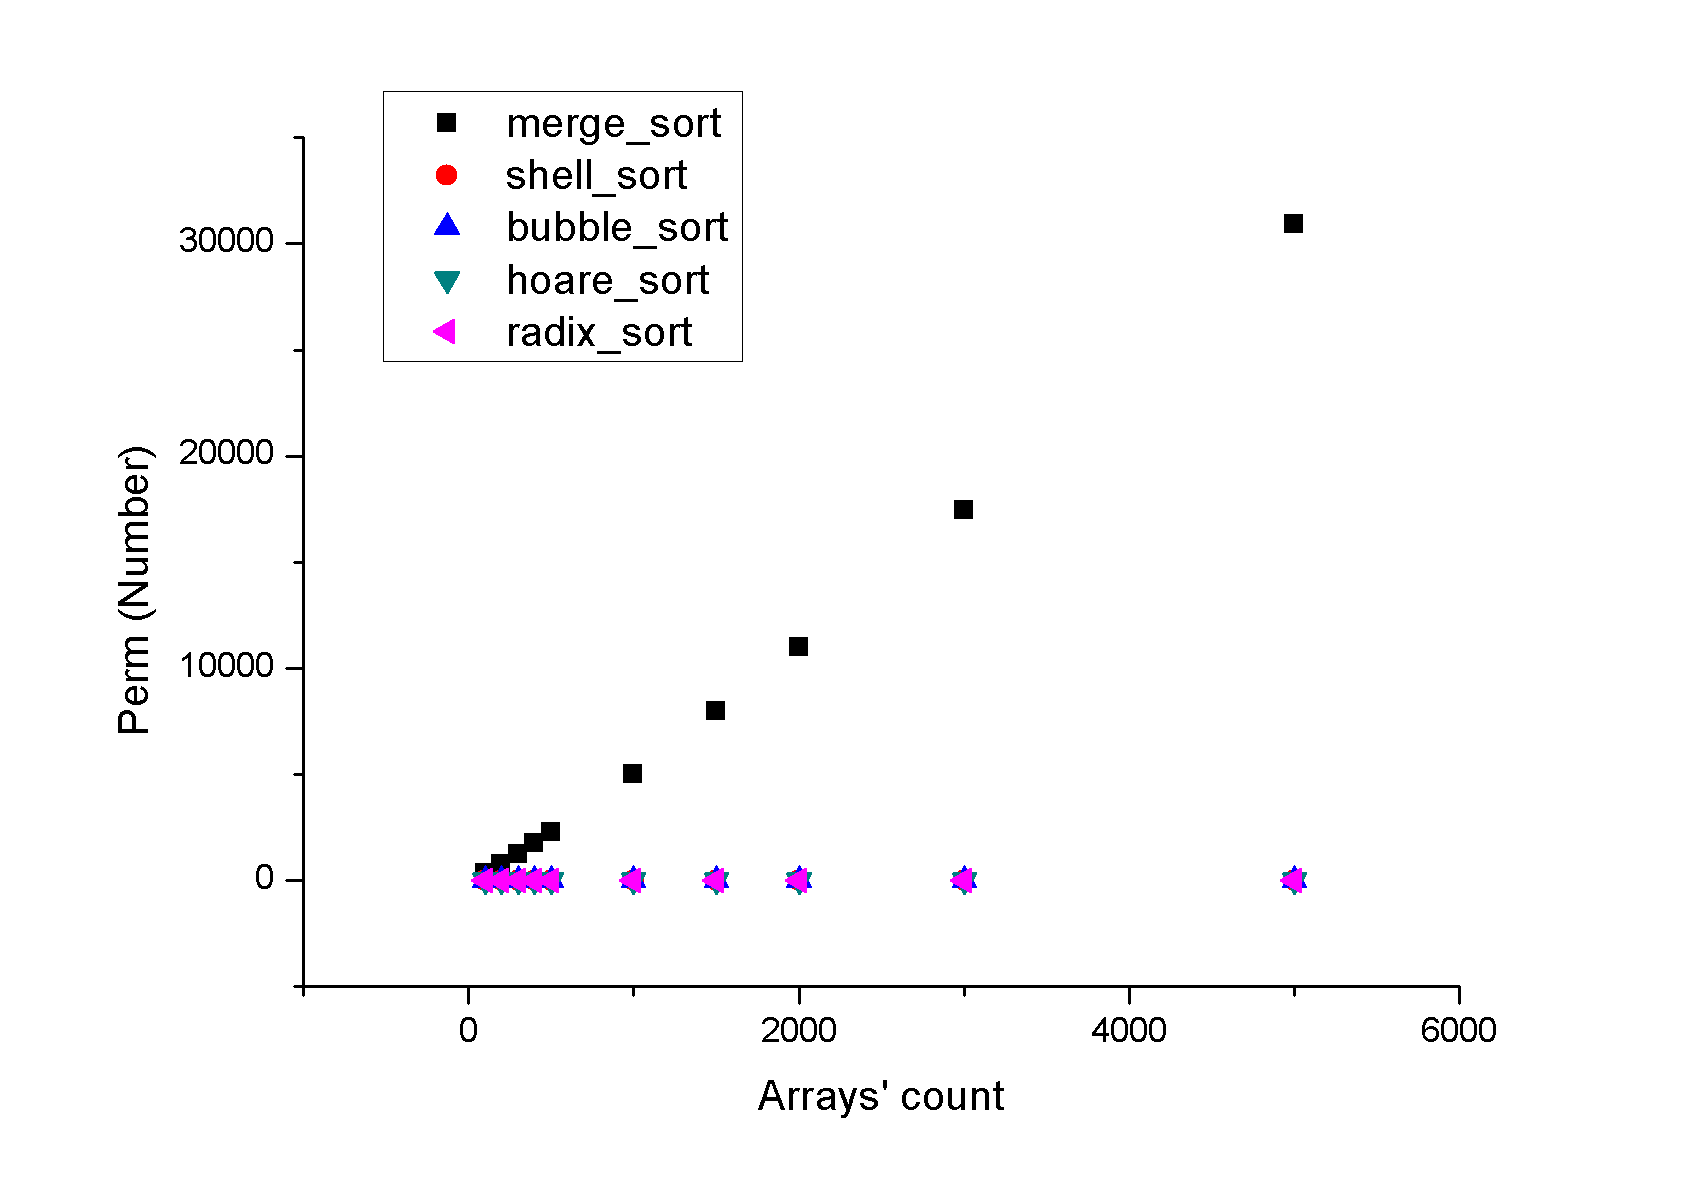 merge_sort
shell_sort
bubble_sort
hoare_sort
radix_sort
30000
20000
10000
0
Perm (Number)
0 2000 4000 6000
Arrays' count